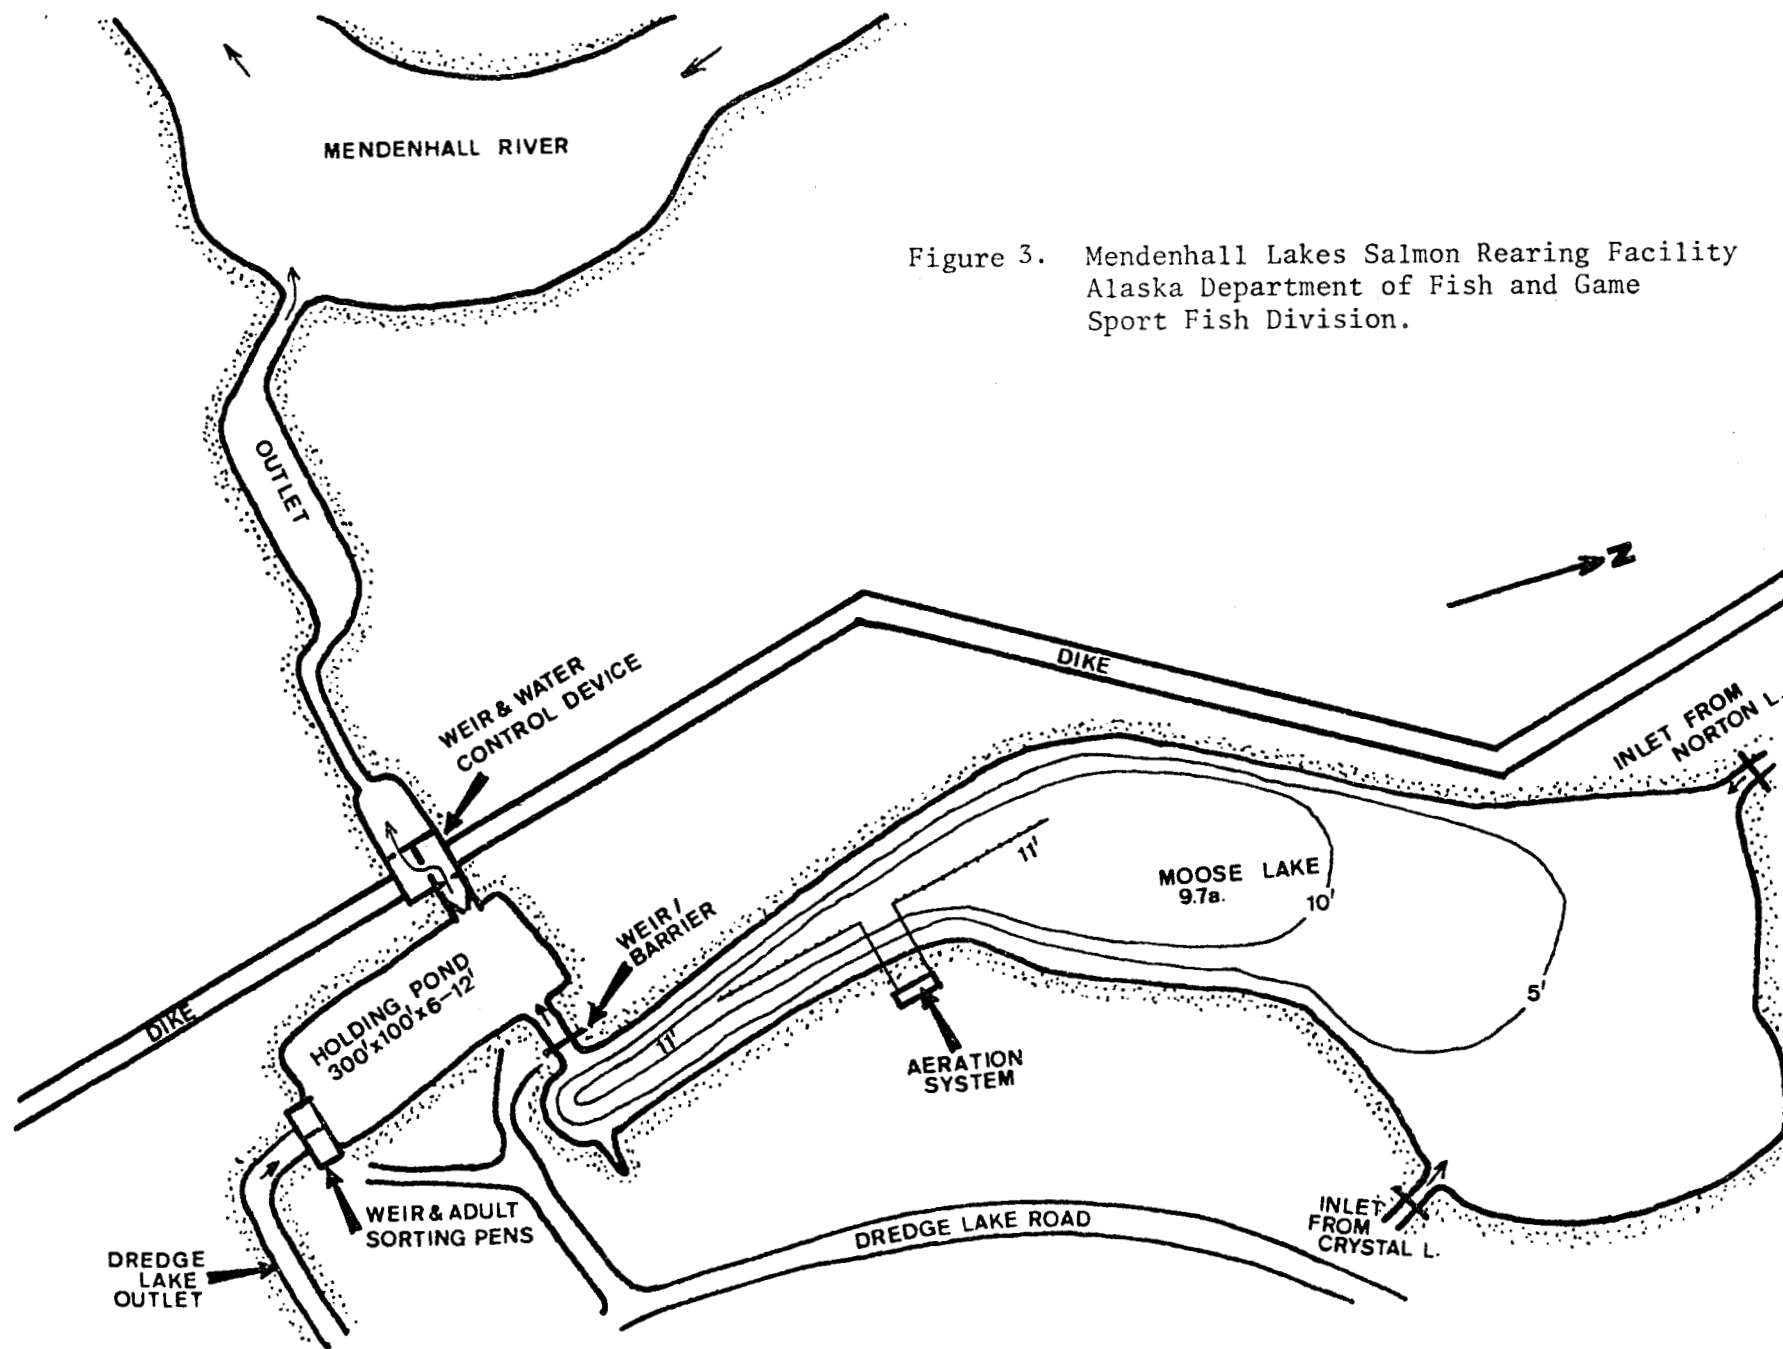 MENDENHALL RIVER
Figure 3. Mendenhall Lakes Salmon Rearing Facility
Alaska Department of Fish and Game
Sport Fish Division.
OUTLET
N
WEIR & WATER
CONTROL DEVICE
DIKE
INLET FROM
NORTON L.
11'
MOOSE LAKE
9.7a.
10'
WEIR/
BARRIER
5'
HOLDING POND
300'x100'x6-12'
DIKE
11'
AERATION
SYSTEM
WEIR & ADULT
SORTING PENS
DREDGE LAKE ROAD
INLET
FROM
CRYSTAL L.
DREDGE
LAKE
OUTLET